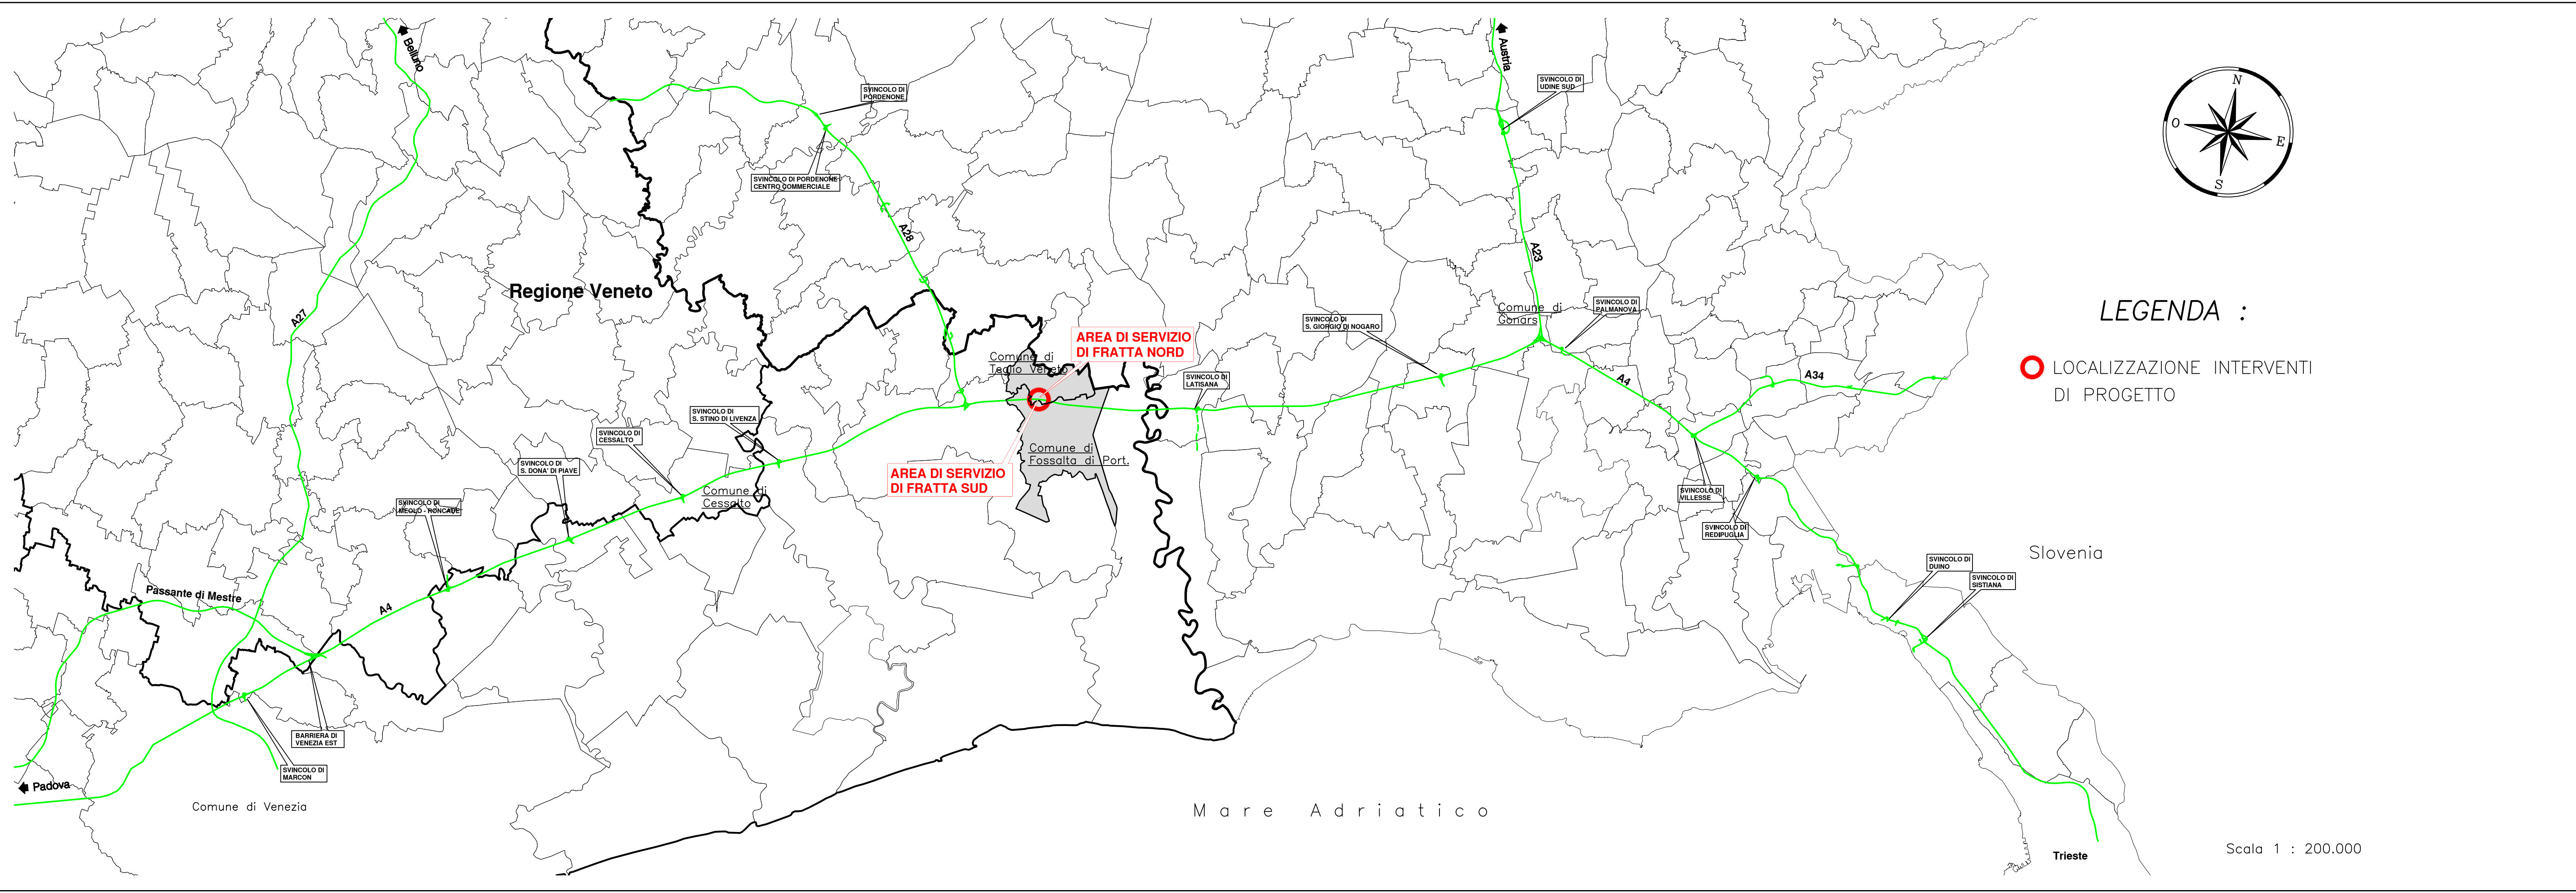 Belluno
Austria
SVINCOLO DI
PORDENONE
SVINCOLO DI
UDINE SUD
SVINCOLO DI PORDENONE
CENTRO COMMERCIALE
N
O
E
S
A28
A23
Regione Veneto
A27
Comune di
Gonars
SVINCOLO DI
PALMANOVA
SVINCOLO DI
S. GIORGIO DI NOGARO
LEGENDA :
LOCALIZZAZIONE INTERVENTI
DI PROGETTO
AREA DI SERVIZIO
DI FRATTA NORD
Comune di
Teglio Veneto
SVINCOLO DI
LATISANA
A4
A34
SVINCOLO DI
S. STINO DI LIVENZA
SVINCOLO DI
CESSALTO
SVINCOLO DI
S. DONA' DI PIAVE
Comune di
Fossalta di Port.
AREA DI SERVIZIO
DI FRATTA SUD
Comune di
Cessalto
SVINCOLO DI
MEOLO - RONCADE
SVINCOLO DI
VILLESSE
SVINCOLO DI
REDIPUGLIA
Slovenia
SVINCOLO DI
DUINO
SVINCOLO DI
SISTIANA
Passante di Mestre
A4
BARRIERA DI
VENEZIA EST
SVINCOLO DI
MARCON
Padova
Comune di Venezia
Mare Adriatico
Trieste
Scala 1 : 200.000